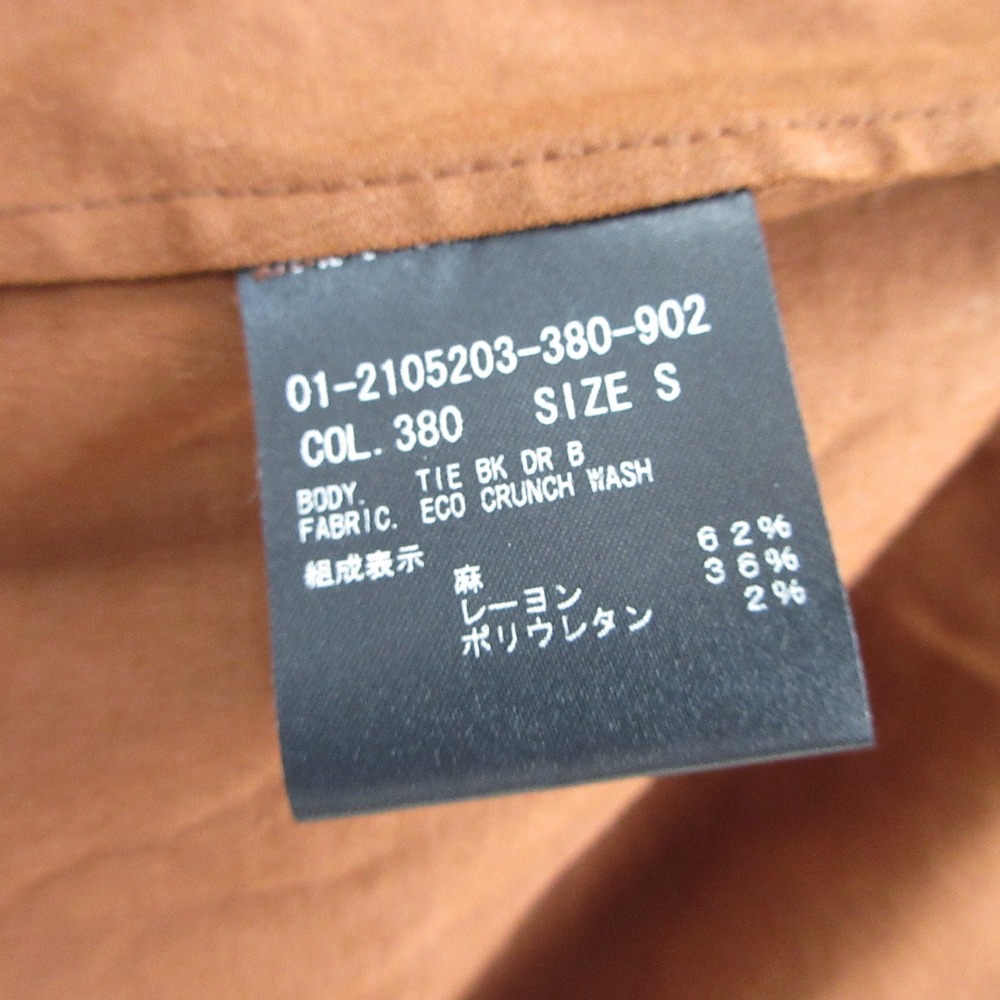 01-2105203-380-902
COL. 380 SIZE S
BODY. TIE BK DR B
FABRIC. ECO CRUNCH WASH
組成表示 麻 62%
レーヨン 36%
ポリウレタン 2%